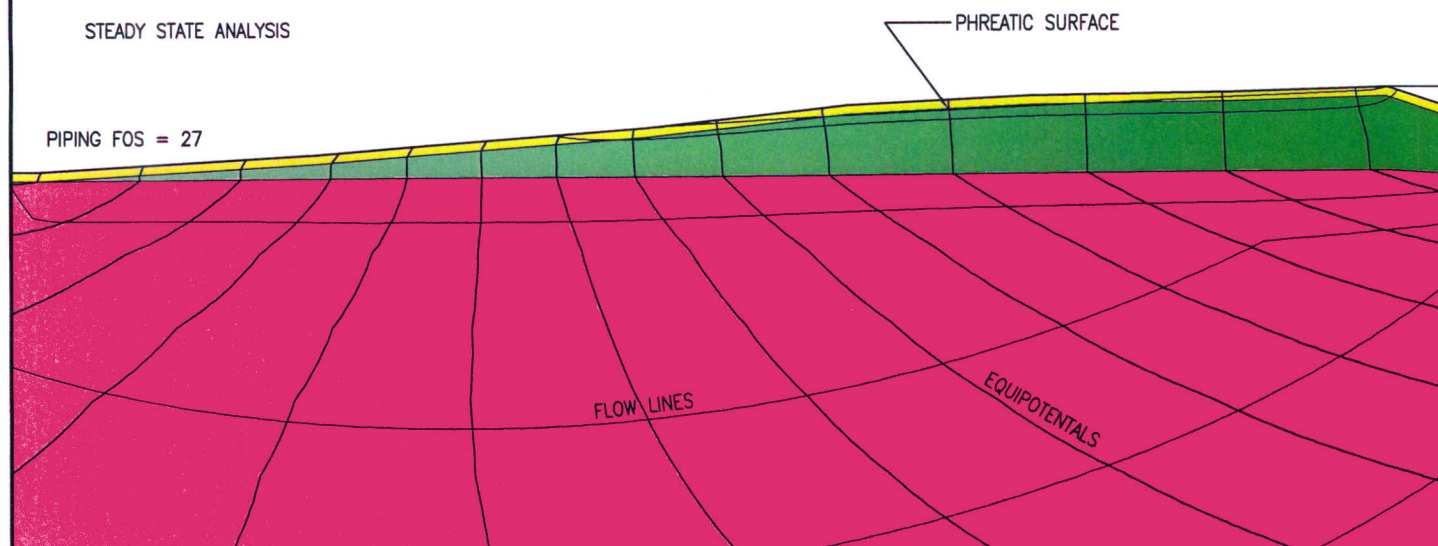 STEADY STATE ANALYSIS
PHREATIC SURFACE
PIPING FOS = 27
FLOW LINES
EQUIPOTENTALS